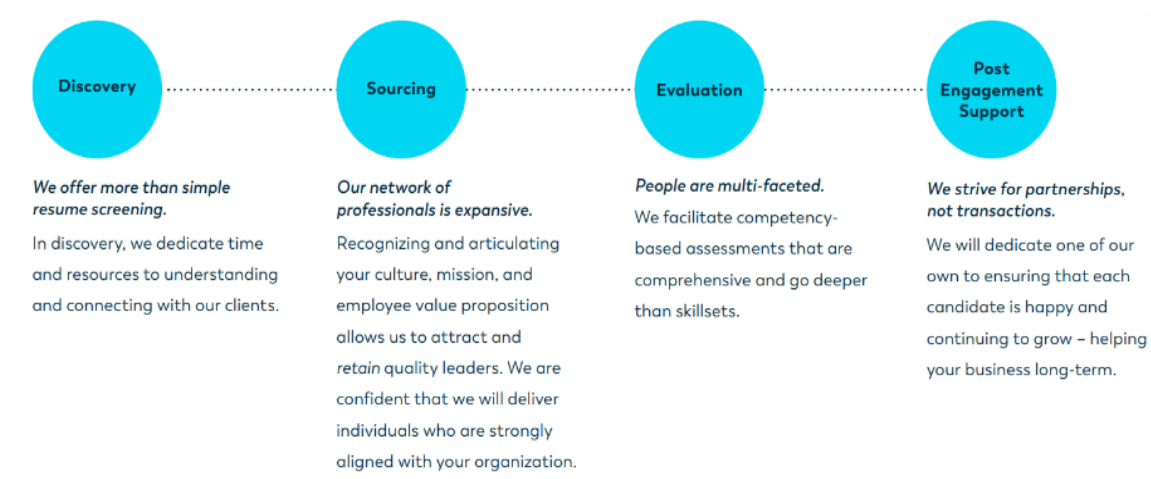 Discovery
We offer more than simple
resume screening.
In discovery, we dedicate time
and resources to understanding
and connecting with our clients.
Sourcing
Our network of
professionals is expansive.
Recognizing and articulating
your culture, mission, and
employee value proposition
allows us to attract and
retain quality leaders. We are
confident that we will deliver
individuals who are strongly
aligned with your organization.
Evaluation
People are multi-faceted.
We facilitate competency-
based assessments that are
comprehensive and go deeper
than skillsets.
Post
Engagement
Support
We strive for partnerships,
not transactions.
We will dedicate one of our
own to ensuring that each
candidate is happy and
continuing to grow – helping
your business long-term.